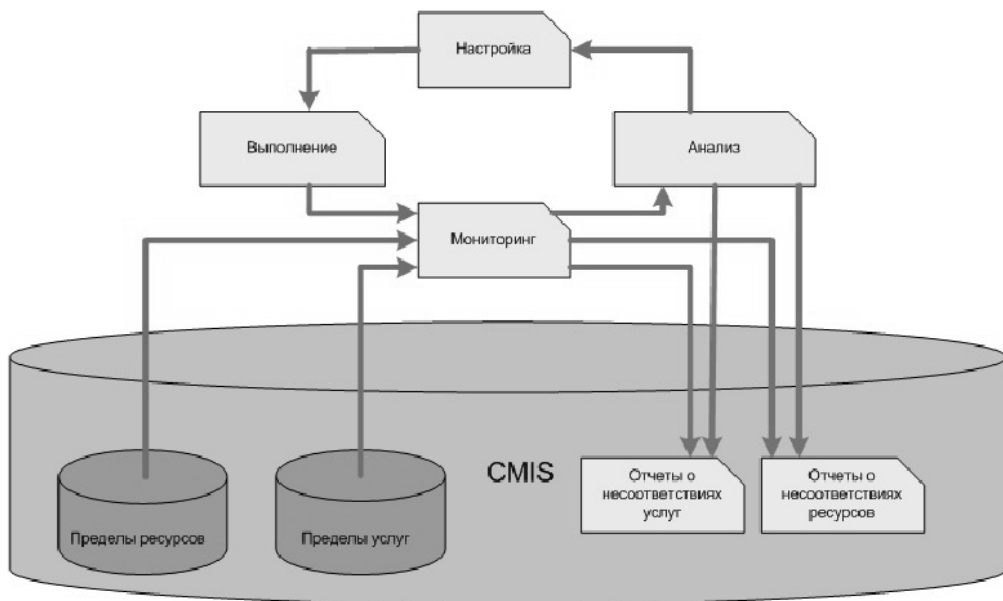 Настройка
Выполнение
Анализ
Мониторинг
CMIS
Пределы ресурсов
Пределы услуг
Отчеты о
несоответствиях
услуг
Отчеты о
несоответствиях
ресурсов